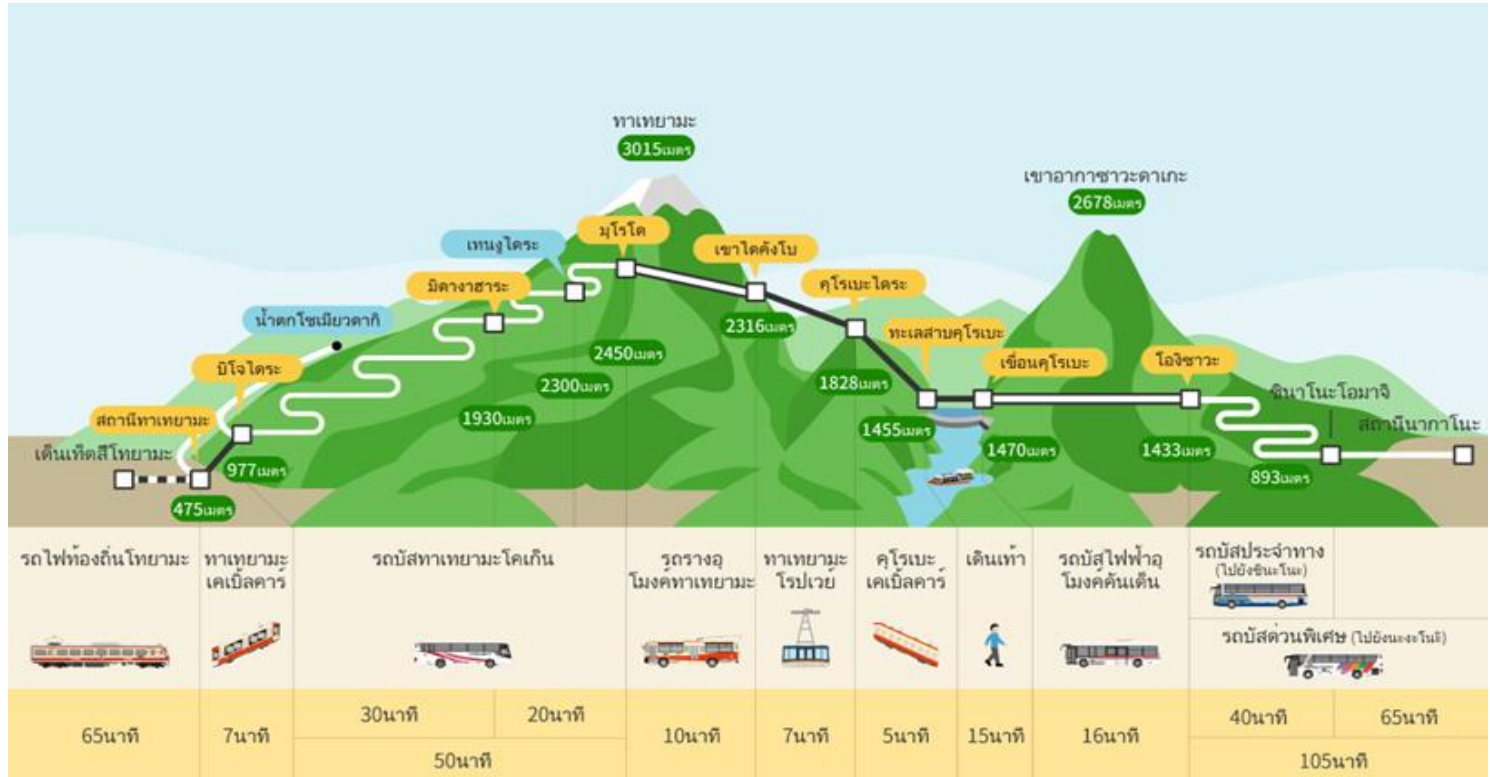 ทาเทยามะ
3015เมตร
เขาอากาซาวะดาเกะ
2678เมตร
มุโรโด
เทนงูไดระ
เขาไดคังโบ
มิดางาฮาระ
คุโรเบะไดระ
น้ำตกโชเมียวดากิ
2316เมตร
ทะเลสาบคุโรเบะ
2450เมตร
บิโจไดระ
เขื่อนคุโรเบะ
โองิซาวะ
2300เมตร
1828เมตร
ชินาโนะโอมาจิ
สถานีทาเทยามะ
1930เมตร
สถานีนากาโนะ
1455เมตร
เด็นเท็ตสึโทยามะ
977เมตร
1470เมตร
1433เมตร
893เมตร
475เมตร
รถไฟท้องถิ่นโทยามะ
ทาเทยามะ
เคเบิ้ลคาร์
รถบัสทาเทยามะโคเก็น
รถรางอุ
โมงค์ทาเทยามะ
ทาเทยามะ
โรปเวย์
คุโรเบะ
เคเบิ้ลคาร์
เดินเท้า
รถบัสไฟฟ้าอุ
โมงค์คันเด็น
รถบัสประจำทาง
(ไปยังชินะโนะ)
รถบัสด่วนพิเศษ (ไปยังนะงะโนะ)
65นาที
7นาที
30นาที
20นาที
50นาที
10นาที
7นาที
5นาที
15นาที
16นาที
40นาที
65นาที
105นาที